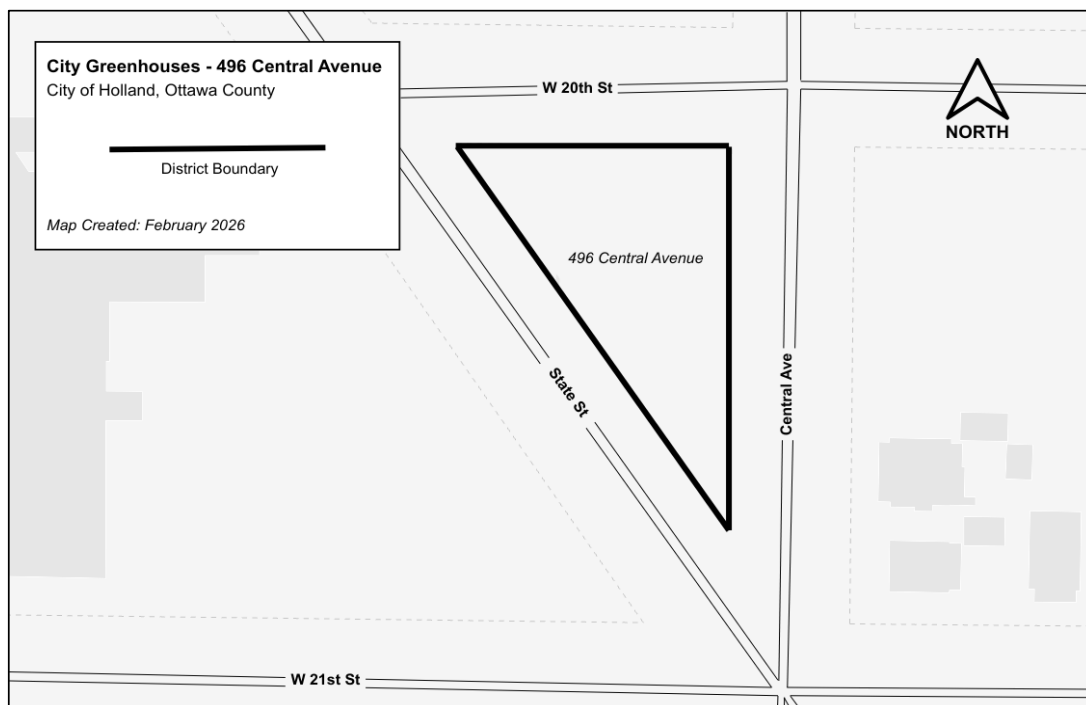 City Greenhouses - 496 Central Avenue
City of Holland, Ottawa County
District Boundary
Map Created: February 2026
W 20th St
NORTH
496 Central Avenue
State St
Central Ave
W 21st St